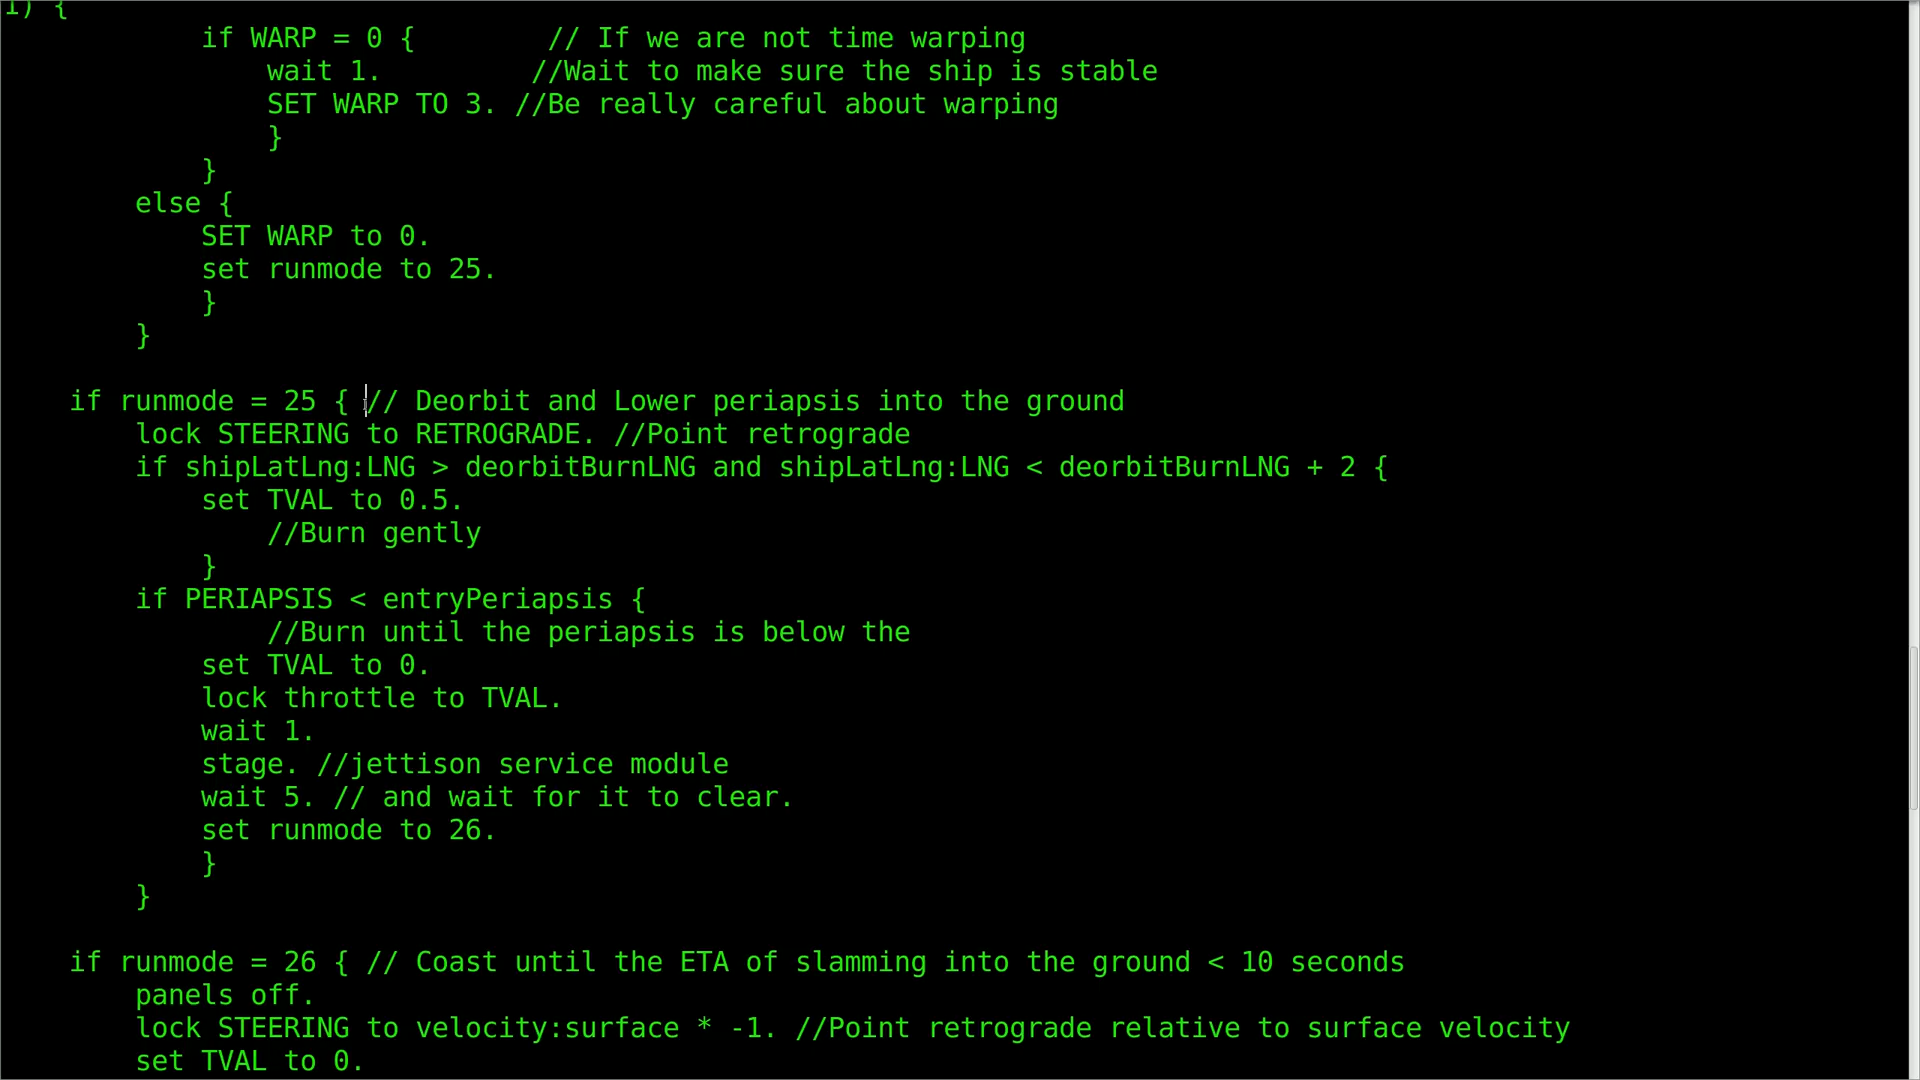 1) {
if WARP = 0 {        // If we are not time warping
wait 1.         //Wait to make sure the ship is stable
SET WARP TO 3. //Be really careful about warping
}
}
else {
SET WARP to 0.
set runmode to 25.
}
}
if runmode = 25 { // Deorbit and Lower periapsis into the ground
lock STEERING to RETROGRADE. //Point retrograde
if shipLatLng:LNG > deorbitBurnLNG and shipLatLng:LNG < deorbitBurnLNG + 2 {
set TVAL to 0.5.
//Burn gently
}
if PERIAPSIS < entryPeriapsis {
//Burn until the periapsis is below the
set TVAL to 0.
lock throttle to TVAL.
wait 1.
stage. //jettison service module
wait 5. // and wait for it to clear.
set runmode to 26.
}
}
if runmode = 26 { // Coast until the ETA of slamming into the ground < 10 seconds
panels off.
lock STEERING to velocity:surface * -1. //Point retrograde relative to surface velocity
set TVAL to 0.